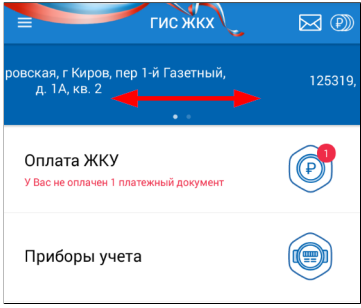 ГИС ЖКХ
ровская, г Киров, пер 1-й Газетный,
д. 1А, кв. 2
125319,
Оплата ЖКУ
1
У Вас не оплачен 1 платежный документ
Приборы учета